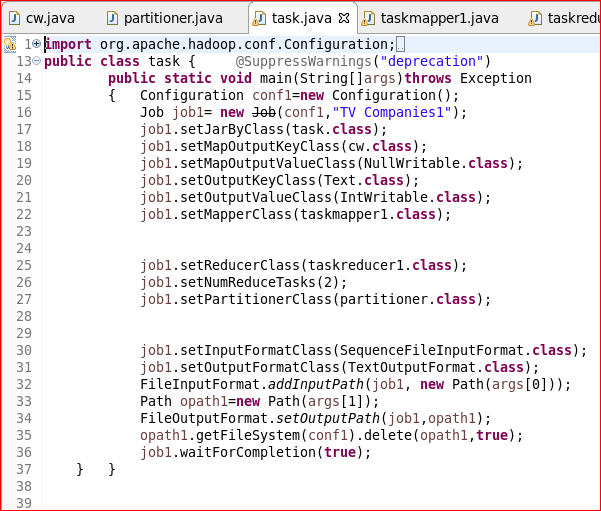 cw.java partitioner.java task.java taskmapper1.java taskredu
1 import org.apache.hadoop.conf.Configuration;
13 public class task { @SuppressWarnings("deprecation")
14 public static void main(String[]args)throws Exception
15 { Configuration conf1=new Configuration();
16 Job job1= new Job(conf1,"TV Companies1");
17 job1.setJarByClass(task.class);
18 job1.setMapOutputKeyClass(cw.class);
19 job1.setMapOutputValueClass(NullWritable.class);
20 job1.setOutputKeyClass(Text.class);
21 job1.setOutputValueClass(IntWritable.class);
22 job1.setMapperClass(taskmapper1.class);
23
24
25 job1.setReducerClass(taskreducer1.class);
26 job1.setNumReduceTasks(2);
27 job1.setPartitionerClass(partitioner.class);
28
29
30 job1.setInputFormatClass(SequenceFileInputFormat.class);
31 job1.setOutputFormatClass(TextOutputFormat.class);
32 FileInputFormat.addInputPath(job1, new Path(args[0]));
33 Path opath1=new Path(args[1]);
34 FileOutputFormat.setOutputPath(job1,opath1);
35 opath1.getFileSystem(conf1).delete(opath1,true);
36 job1.waitForCompletion(true);
37 } }
38
39